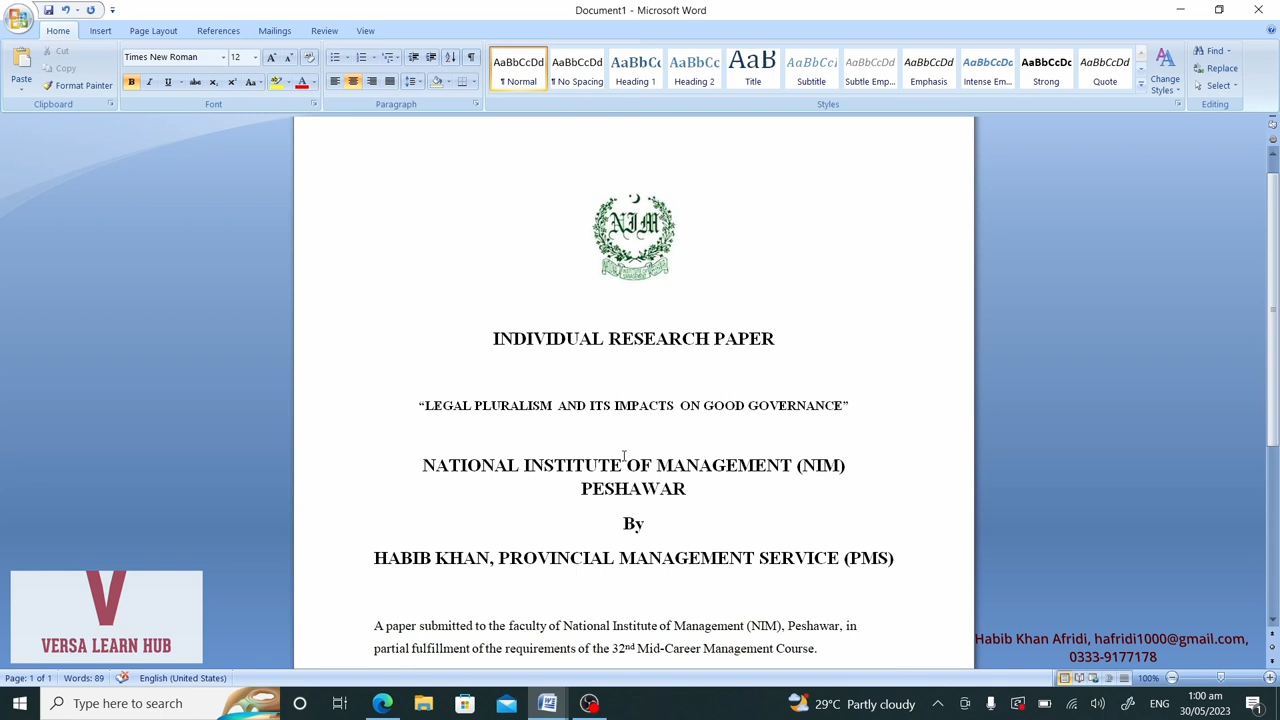 Document1 - Microsoft Word
Home Insert Page Layout References Mailings Review View
Paste
Cut
Copy
Format Painter
Clipboard
Times New Roman 12
Font
Paragraph
AaBbCcDd AaBbCcDd AaBbCc AaBbCc AaB AaBbCcI AaBbCcDd AaBbCcDd AaBbCcDd AaBbCcDc AaBbCcDd
¶ Normal ¶ No Spacing Heading 1 Heading 2 Title Subtitle Subtle Emp... Emphasis Intense Em... Strong Quote
Styles
Change
Styles
Find
Replace
Select
Editing
NIM
INDIVIDUAL RESEARCH PAPER
“LEGAL PLURALISM AND ITS IMPACTS ON GOOD GOVERNANCE”
NATIONAL INSTITUTE OF MANAGEMENT (NIM)
PESHAWAR
By
HABIB KHAN, PROVINCIAL MANAGEMENT SERVICE (PMS)
A paper submitted to the faculty of National Institute of Management (NIM), Peshawar, in
partial fulfillment of the requirements of the 32nd Mid-Career Management Course.
V
VERSA LEARN HUB
Habib Khan Afridi, hafridi1000@gmail.com,
0333-9177178
Page: 1 of 1 Words: 89 English (United States) 100%
Type here to search
29°C Partly cloudy
ENG
1:00 am
30/05/2023